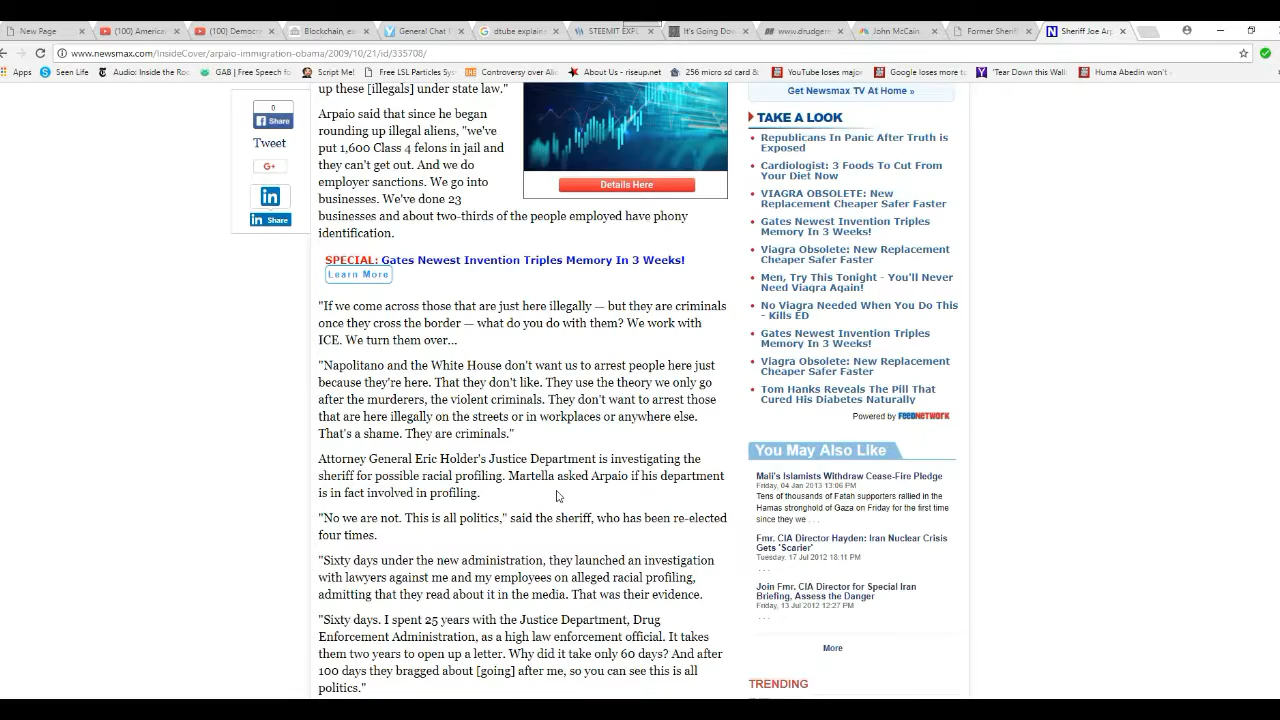 New Page
(100) America
(100) Democr
Blockchain, ex
General Chat
dtube explain
STEEMIT EXPL
It's Going Dov
www.drudger
John McCain
Former Sherif
Sheriff Joe Arp
www.newsmax.com/InsideCover/arpaio-immigration-obama/2009/10/21/id/335708/
Apps
Seen Life
Audio: Inside the Ro
GAB | Free Speech fo
Script Me!
Free LSL Particles Sys
Controversy over Ali
About Us - riseup.net
256 micro sd card &
YouTube loses major
Google loses more to
'Tear Down this Wall
Huma Abedin won't
0
Share
Tweet
G+
in
in Share
up these [illegals] under state law."
Arpaio said that since he began
rounding up illegal aliens, "we've
put 1,600 Class 4 felons in jail and
they can't get out. And we do
employer sanctions. We go into
businesses. We've done 23
businesses and about two-thirds of the people employed have phony
identification.
Details Here
SPECIAL: Gates Newest Invention Triples Memory In 3 Weeks!
Learn More
"If we come across those that are just here illegally — but they are criminals
once they cross the border — what do you do with them? We work with
ICE. We turn them over...
"Napolitano and the White House don't want us to arrest people here just
because they're here. That they don't like. They use the theory we only go
after the murderers, the violent criminals. They don't want to arrest those
that are here illegally on the streets or in workplaces or anywhere else.
That's a shame. They are criminals."
Attorney General Eric Holder's Justice Department is investigating the
sheriff for possible racial profiling. Martella asked Arpaio if his department
is in fact involved in profiling.
"No we are not. This is all politics," said the sheriff, who has been re-elected
four times.
"Sixty days under the new administration, they launched an investigation
with lawyers against me and my employees on alleged racial profiling,
admitting that they read about it in the media. That was their evidence.
"Sixty days. I spent 25 years with the Justice Department, Drug
Enforcement Administration, as a high law enforcement official. It takes
them two years to open up a letter. Why did it take only 60 days? And after
100 days they bragged about [going] after me, so you can see this is all
politics."
Get Newsmax TV At Home »
TAKE A LOOK
Republicans In Panic After Truth is
Exposed
Cardiologist: 3 Foods To Cut From
Your Diet Now
VIAGRA OBSOLETE: New
Replacement Cheaper Safer Faster
Gates Newest Invention Triples
Memory In 3 Weeks!
Viagra Obsolete: New Replacement
Cheaper Safer Faster
Men, Try This Tonight - You'll Never
Need Viagra Again!
No Viagra Needed When You Do This
- Kills ED
Gates Newest Invention Triples
Memory In 3 Weeks!
Viagra Obsolete: New Replacement
Cheaper Safer Faster
Tom Hanks Reveals The Pill That
Cured His Diabetes Naturally
Powered by FEEDNETWORK
You May Also Like
Mali's Islamists Withdraw Cease-Fire Pledge
Friday, 04 Jan 2013 13:06 PM
Tens of thousands of Fatah supporters rallied in the
Hamas stronghold of Gaza on Friday for the first time
since they we . . .
Fmr. CIA Director Hayden: Iran Nuclear Crisis
Gets 'Scarier'
Tuesday, 17 Jul 2012 18:11 PM
. . .
Join Fmr. CIA Director for Special Iran
Briefing, Assess the Danger
Friday, 13 Jul 2012 12:27 PM
. . .
More
TRENDING